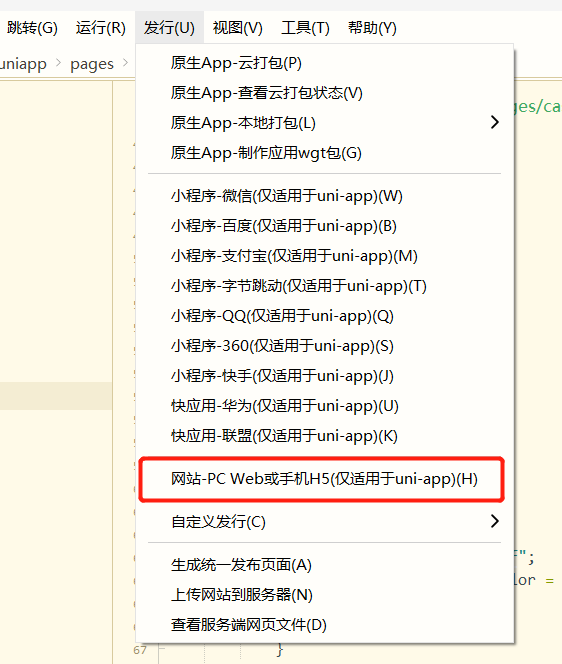 跳转(G) 运行(R) 发行(U) 视图(V) 工具(T) 帮助(Y)
uniapp > pages >
原生App-云打包(P)
原生App-查看云打包状态(V)
原生App-本地打包(L)
原生App-制作应用wgt包(G)
小程序-微信(仅适用于uni-app)(W)
小程序-百度(仅适用于uni-app)(B)
小程序-支付宝(仅适用于uni-app)(M)
小程序-字节跳动(仅适用于uni-app)(T)
小程序-QQ(仅适用于uni-app)(Q)
小程序-360(仅适用于uni-app)(S)
小程序-快手(仅适用于uni-app)(J)
快应用-华为(仅适用于uni-app)(U)
快应用-联盟(仅适用于uni-app)(K)
网站-PC Web或手机H5(仅适用于uni-app)(H)
自定义发行(C)
生成统一发布页面(A)
上传网站到服务器(N)
查看服务端网页文件(D)
ges/ca
";
lor =
67 }